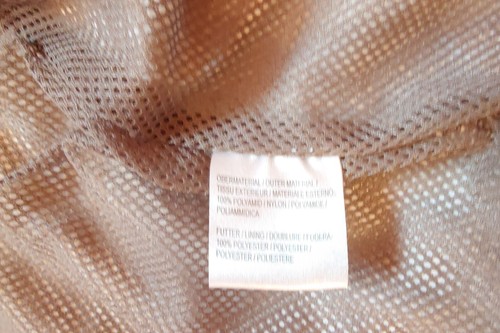 OBERMATERIAL / OUTER MATERIAL /
TISSU EXTERIEUR / MATERIALE ESTERNO:
100% POLYAMID / NYLON / POLYAMIDE /
POLIAMMIDICA
FUTTER / LINING / DOUBLURE / FODERA:
100% POLYESTER / POLYESTER /
POLYESTER / POLIESTERE